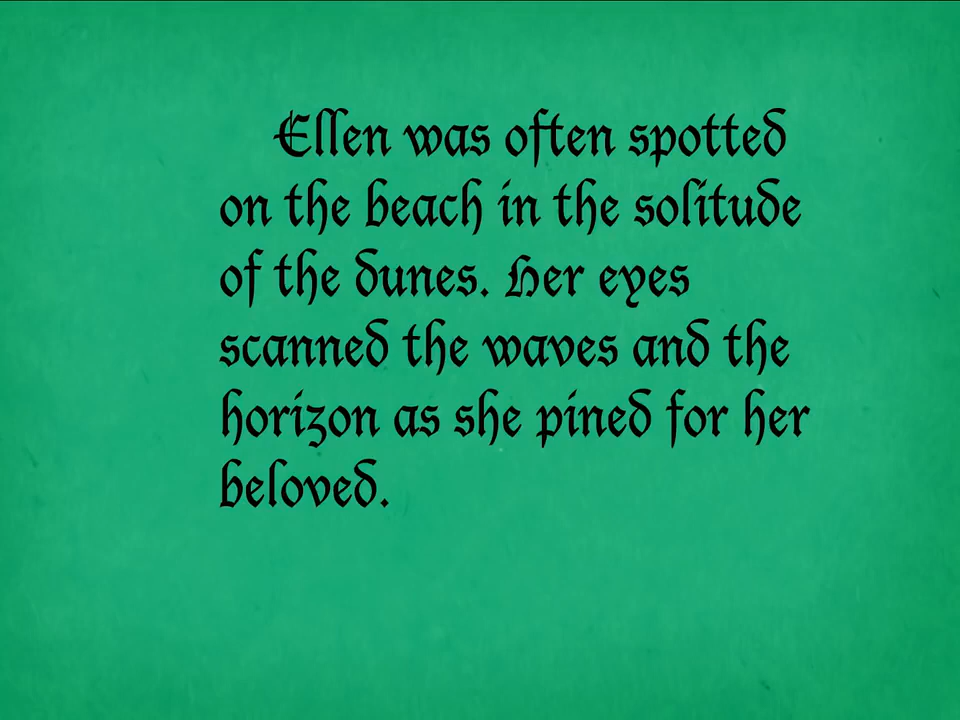 Ellen was often spotted
on the beach in the solitude
of the dunes. Her eyes
scanned the waves and the
horizon as she pined for her
beloved.